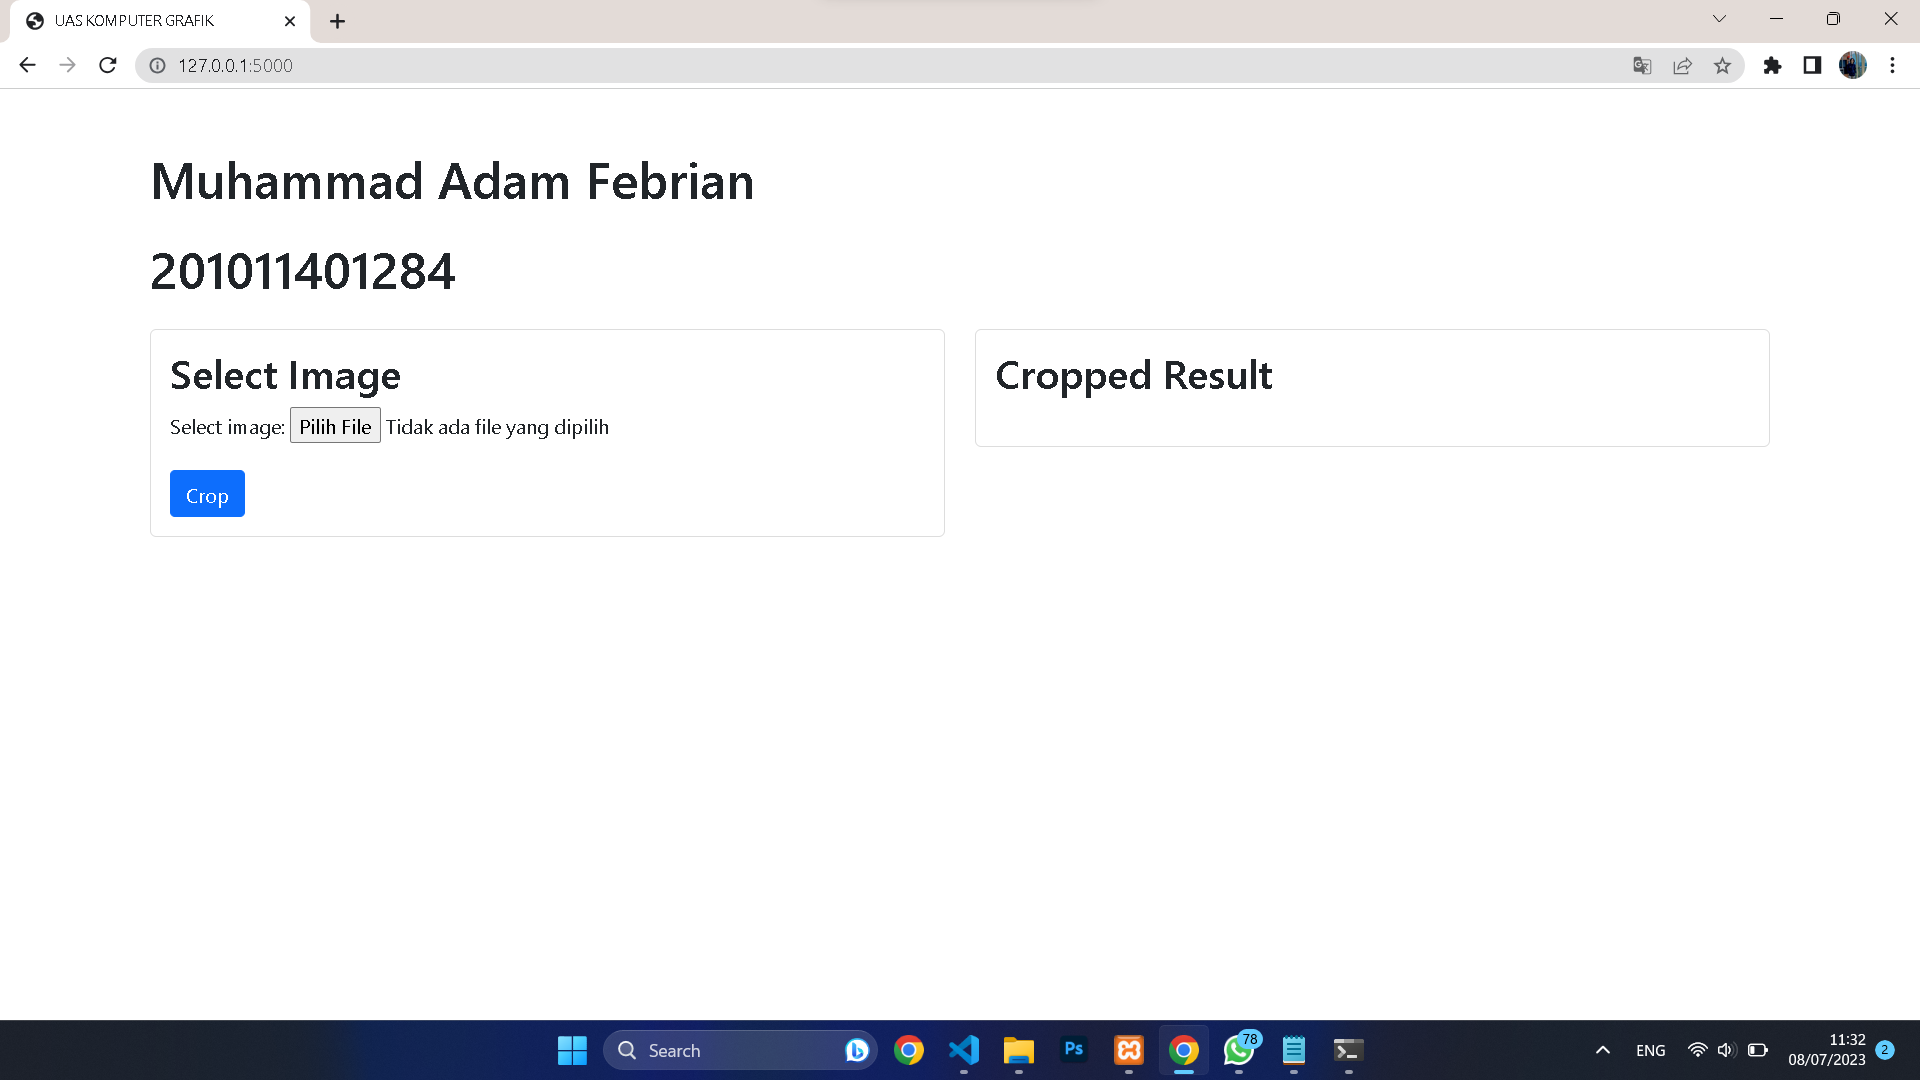 UAS KOMPUTER GRAFIK
127.0.0.1:5000
Muhammad Adam Febrian
201011401284
Select Image
Select image: Pilih File Tidak ada file yang dipilih
Crop
Cropped Result
Search
Ps
78
ENG
11:32
08/07/2023
2